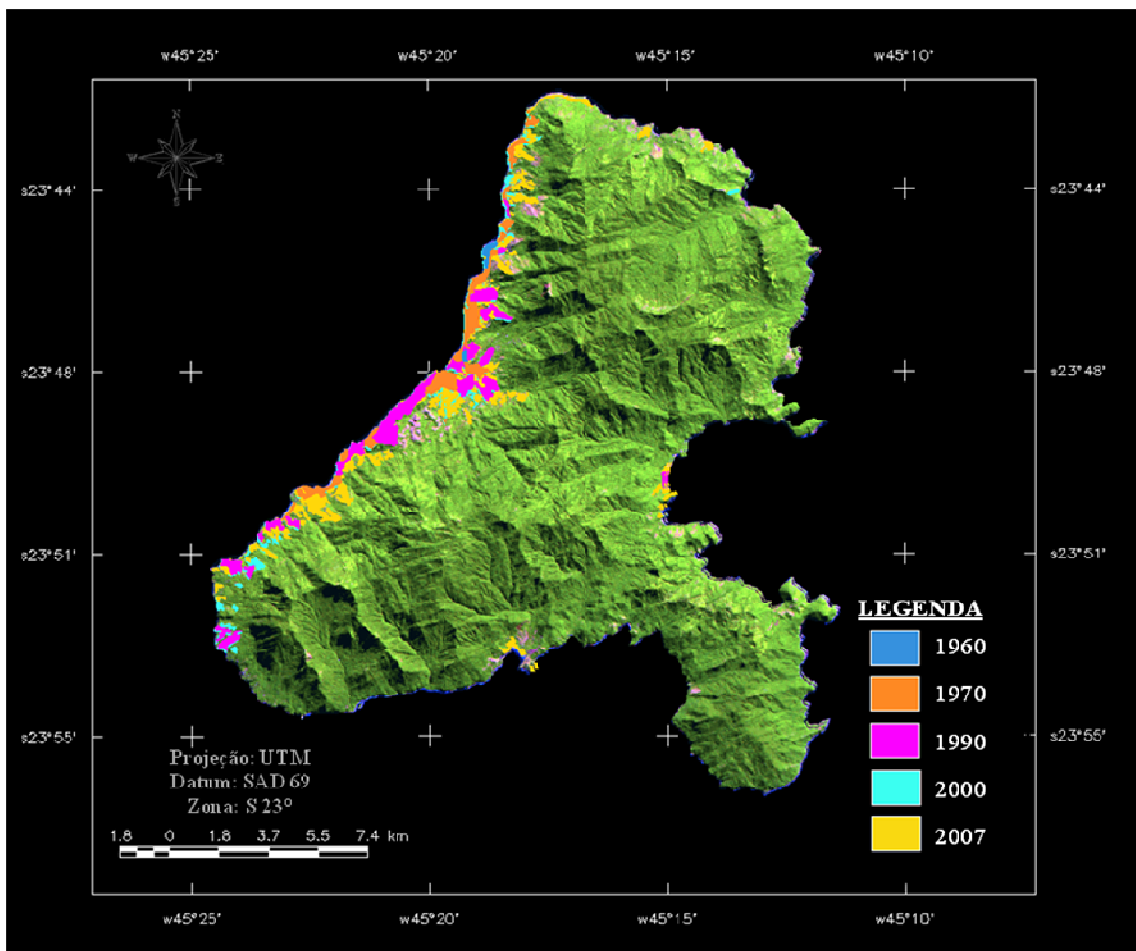 w45°25' w45°20' w45°15' w45°10'
N
W
S
s23°44' s23°44'
s23°48' s23°48'
s23°51' s23°51'
LEGENDA
1960
1970
1990
2000
2007
s23°55' s23°55'
Projeção: UTM
Datum: SAD 69
Zona: S 23°
1.8 0 1.8 3.7 5.5 7.4 km
w45°25' w45°20' w45°15' w45°10'